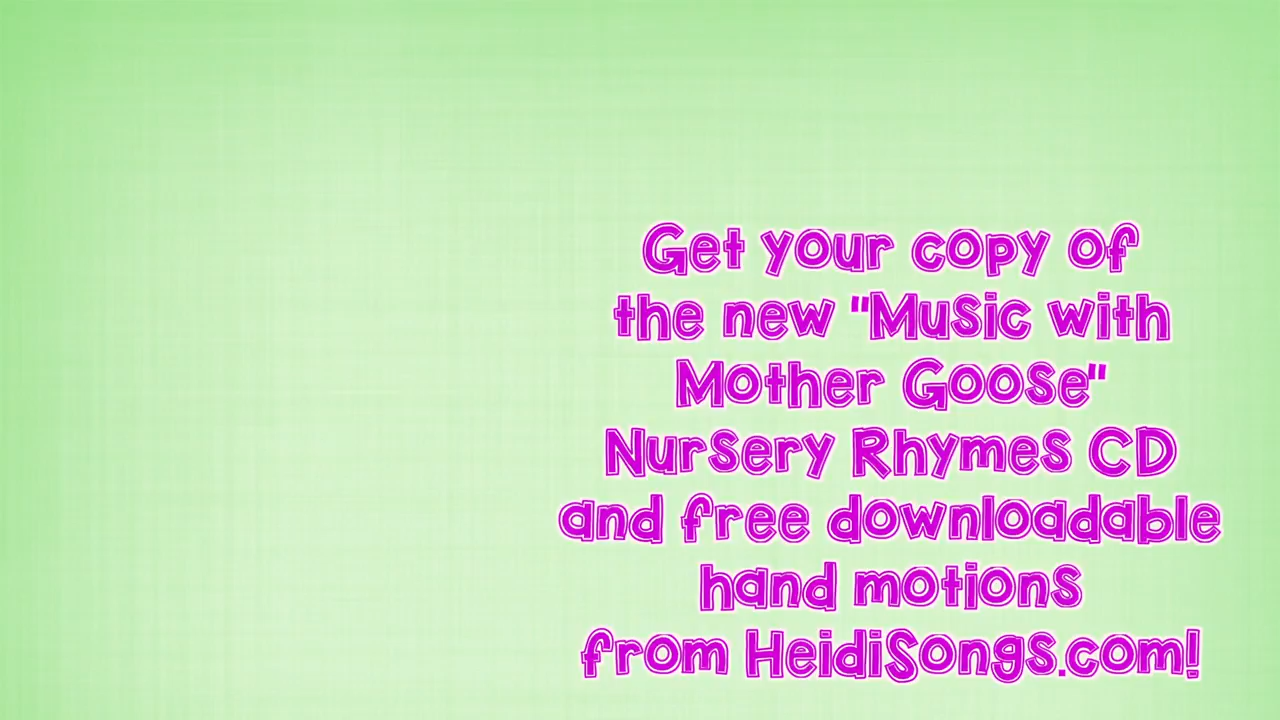 Get your copy of
the new "Music with
Mother Goose"
Nursery Rhymes CD
and free downloadable
hand motions
from HeidiSongs.com!